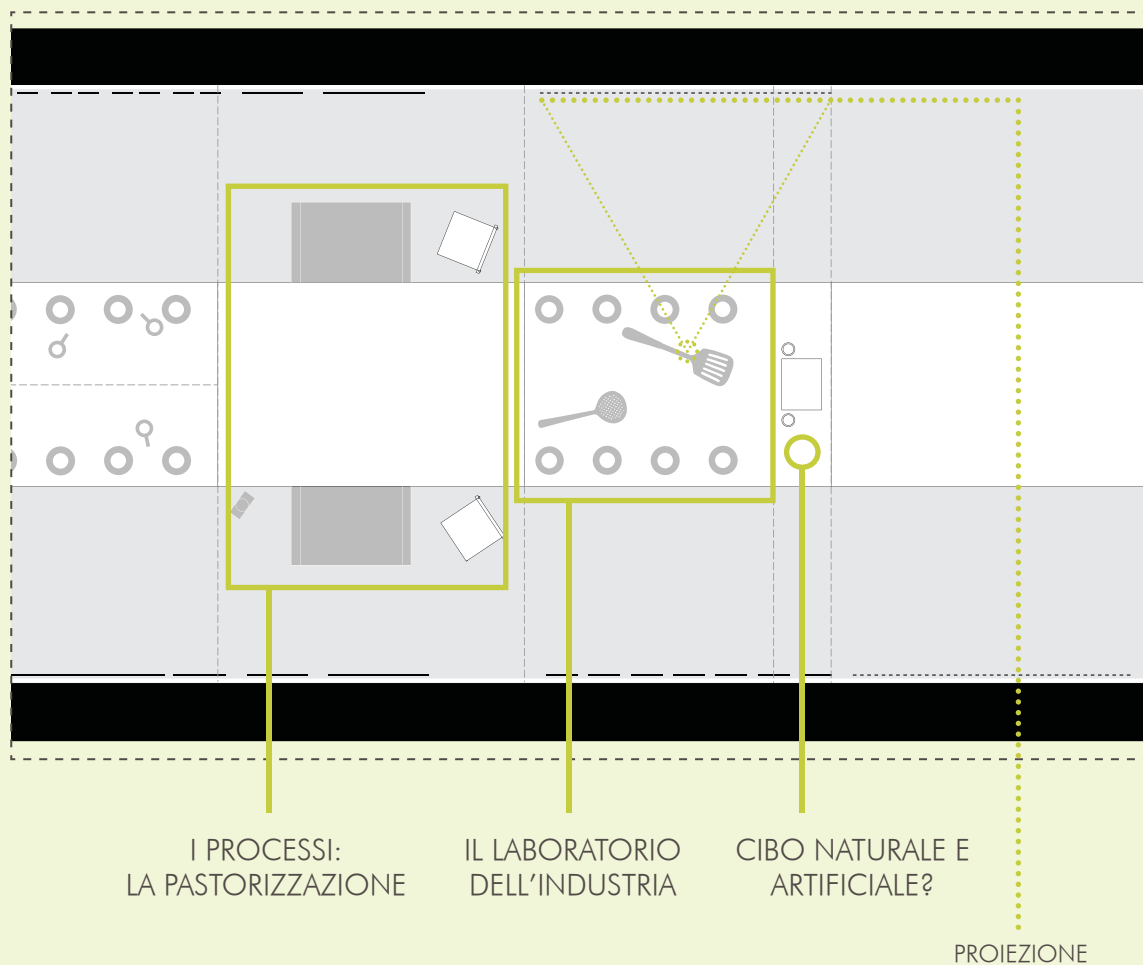 I PROCESSI:
LA PASTORIZZAZIONE
IL LABORATORIO
DELL'INDUSTRIA
CIBO NATURALE E
ARTIFICIALE?
PROIEZIONE